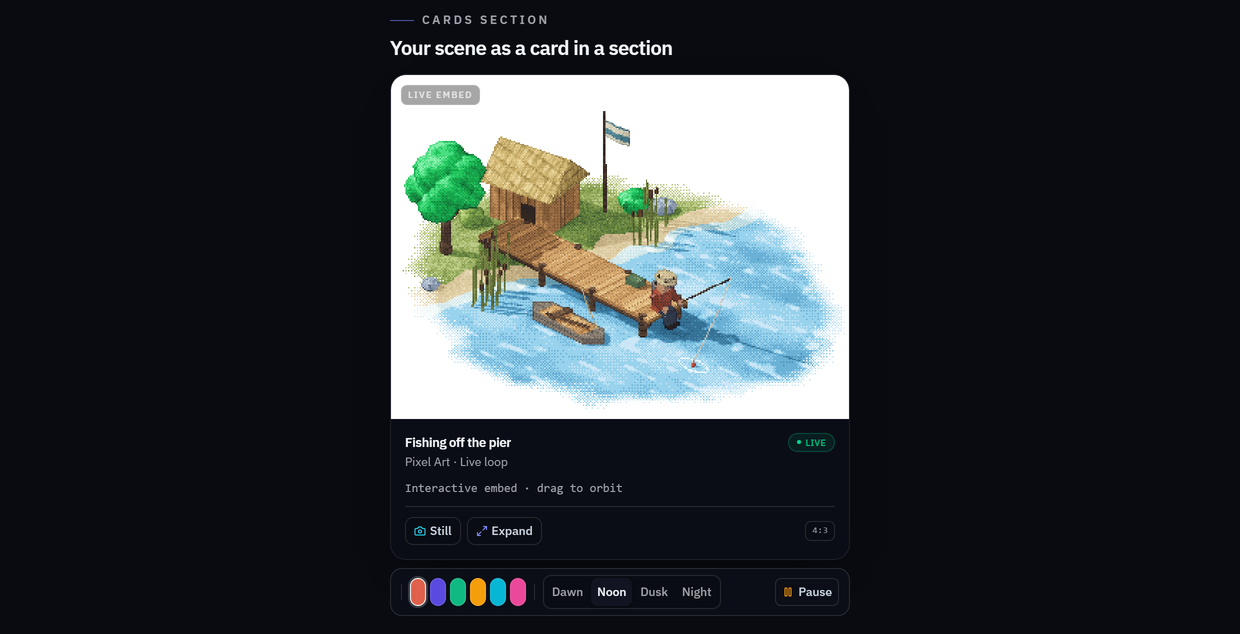 CARDS SECTION
Your scene as a card in a section
LIVE EMBED
Fishing off the pier
LIVE
Pixel Art · Live loop
Interactive embed · drag to orbit
Still
Expand
4:3
Dawn
Noon
Dusk
Night
Pause